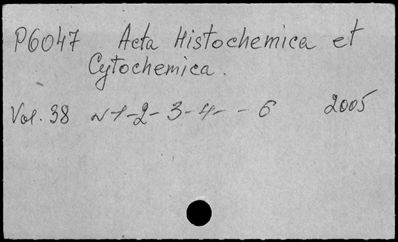 P6047 Acta Histochemica et
Cytochemica.
Vol. 38 N 1-2-3-4- - 6 2005